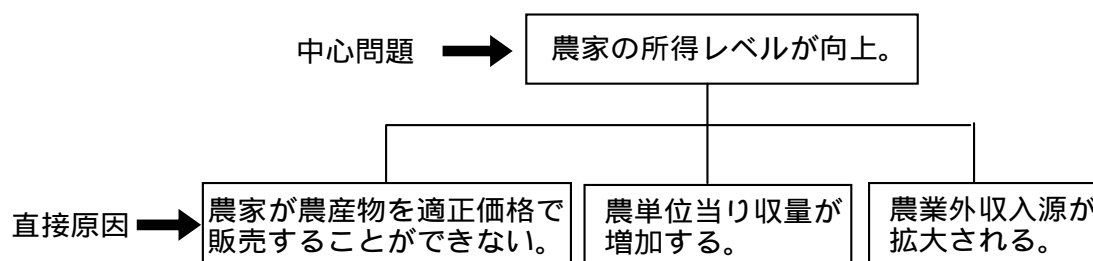 中心問題
農家の所得レベルが向上。
直接原因
農家が農産物を適正価格で
販売することができない。
農単位当り収量が
増加する。
農業外収入源が
拡大される。